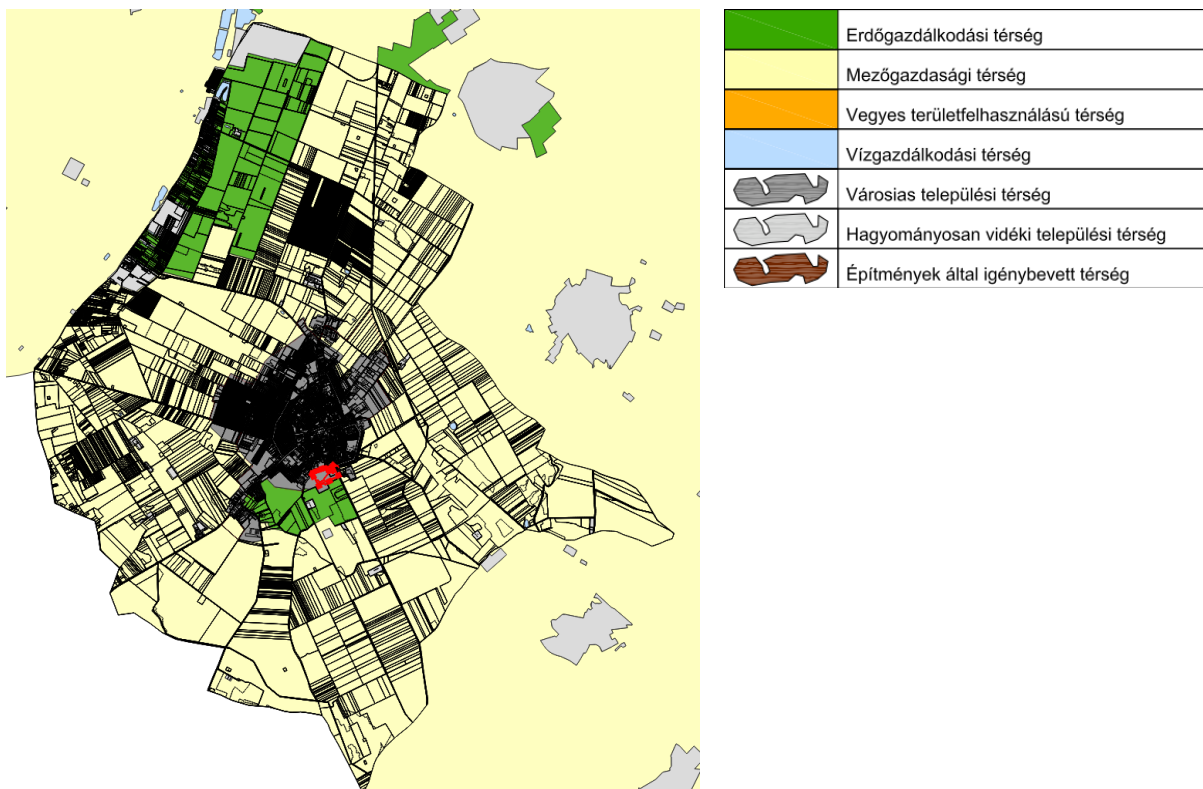 Erdőgazdálkodási térség
Mezőgazdasági térség
Vegyes területfelhasználású térség
Vízgazdálkodási térség
Városias települési térség
Hagyományosan vidéki települési térség
Építmények által igénybevett térség